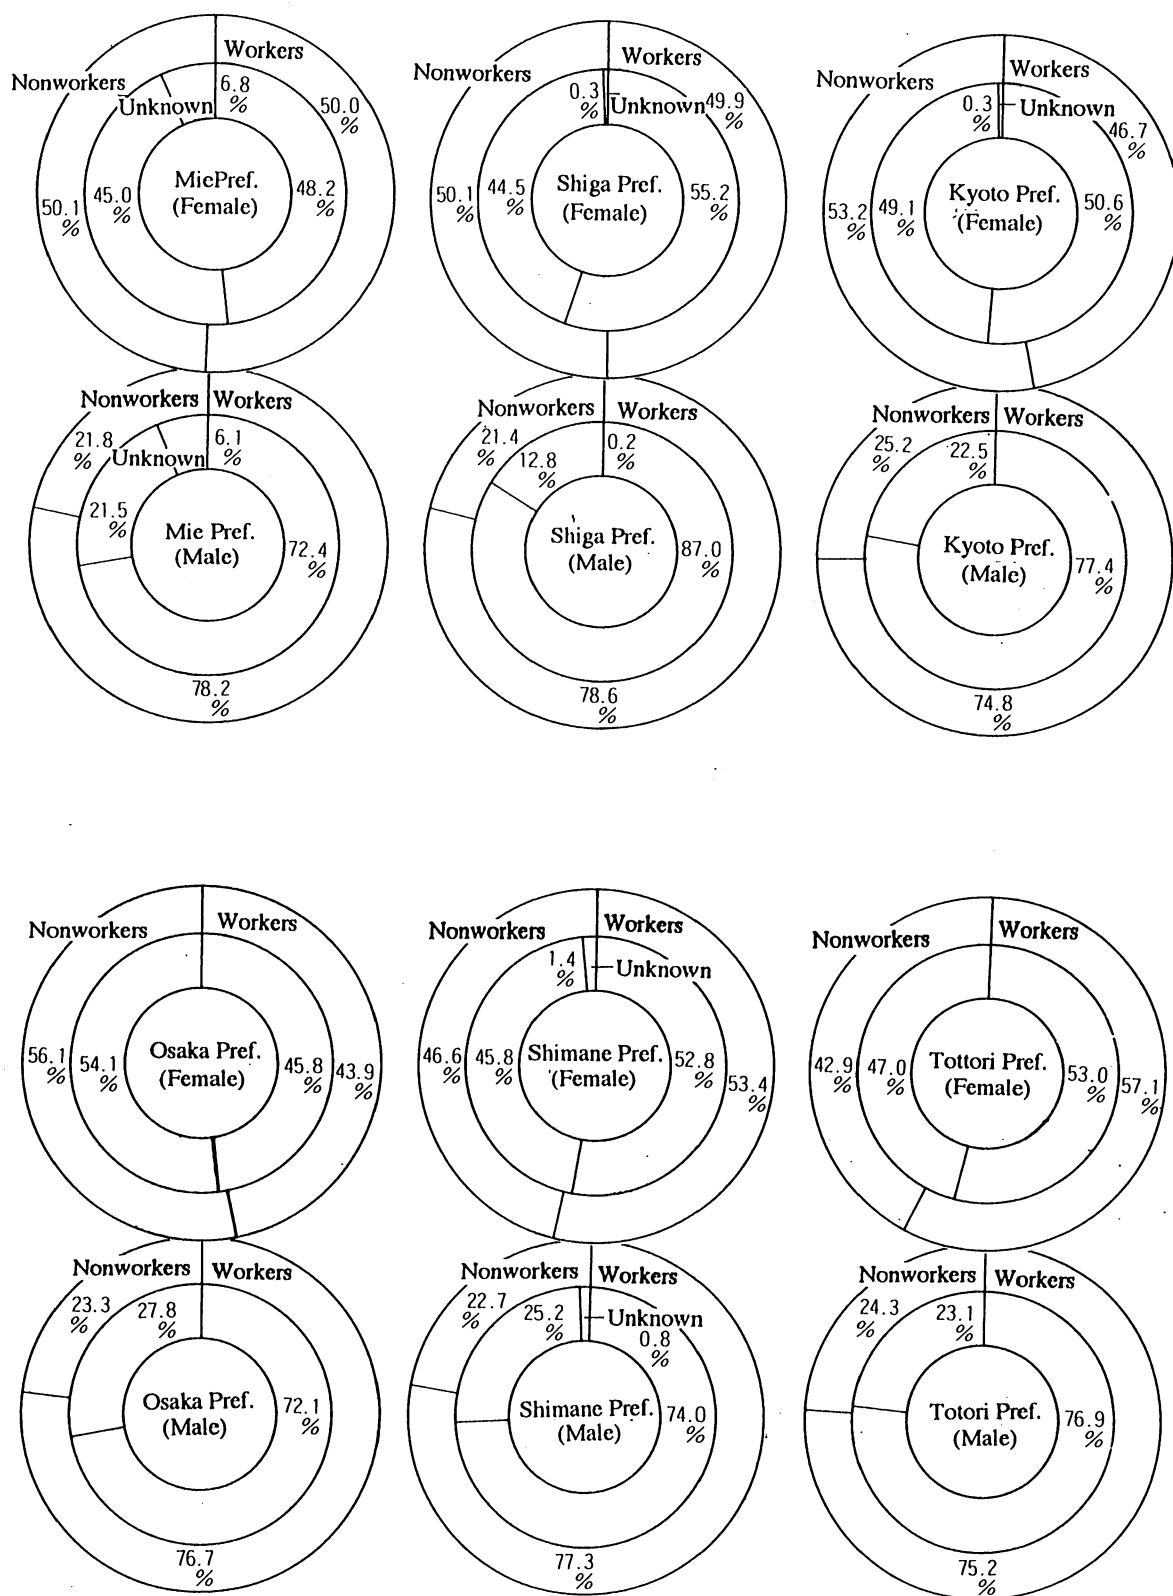 Workers
Nonworkers
6.8
%
Unknown
50.0
%
MiePref.
(Female)
45.0
%
48.2
%
50.1
%
Nonworkers Workers
21.8
%
6.1
%
Unknown
21.5
%
Mie Pref.
(Male)
72.4
%
78.2
%
Workers
Nonworkers
0.3
%
Unknown
49.9
%
Shiga Pref.
(Female)
50.1
%
44.5
%
55.2
%
Nonworkers Workers
21.4
%
0.2
%
12.8
%
Shiga Pref.
(Male)
87.0
%
78.6
%
Workers
Nonworkers
0.3
%
Unknown
46.7
%
Kyoto Pref.
(Female)
53.2
%
49.1
%
50.6
%
Nonworkers Workers
25.2
%
22.5
%
Kyoto Pref.
(Male)
77.4
%
74.8
%
Nonworkers Workers
56.1
%
54.1
%
Osaka Pref.
(Female)
45.8
%
43.9
%
Nonworkers Workers
23.3
%
27.8
%
Osaka Pref.
(Male)
72.1
%
76.7
%
Nonworkers Workers
1.4
%
Unknown
46.6
%
45.8
%
Shimane Pref.
(Female)
52.8
%
53.4
%
Nonworkers Workers
22.7
%
25.2
%
Unknown
0.8
%
Shimane Pref.
(Male)
74.0
%
77.3
%
Nonworkers Workers
42.9
%
47.0
%
Tottori Pref.
(Female)
53.0
%
57.1
%
Nonworkers Workers
24.3
%
23.1
%
Totori Pref.
(Male)
76.9
%
75.2
%